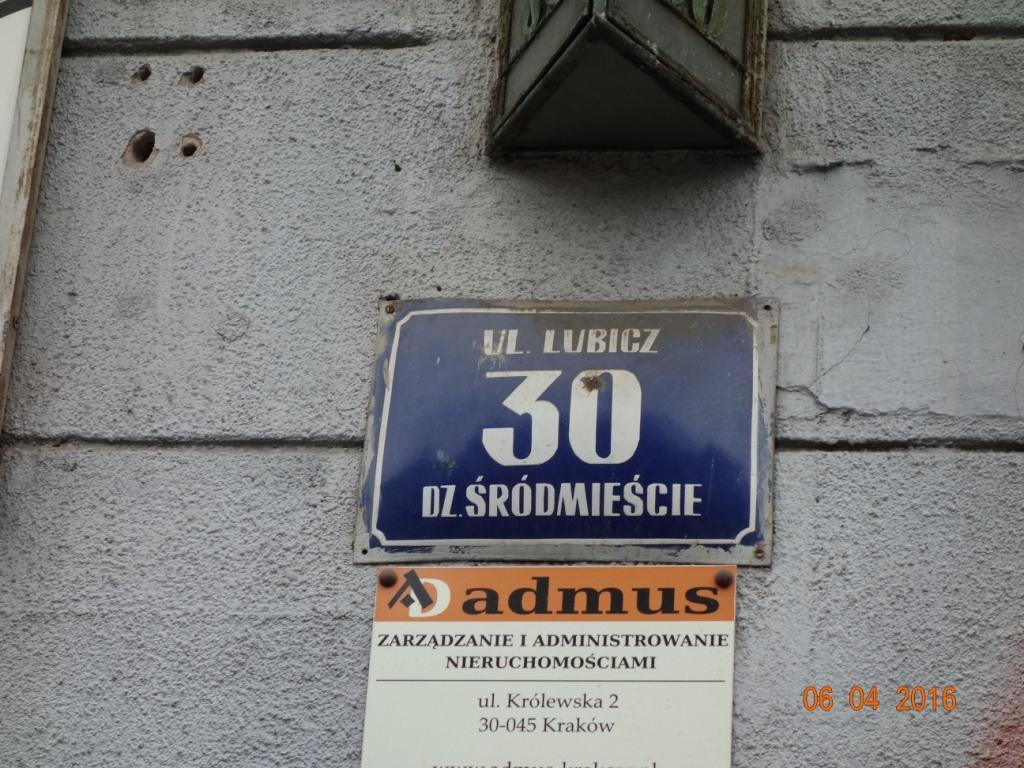 UL. LUBICZ
30
DZ. ŚRÓDMIEŚCIE
admus
ZARZĄDZANIE I ADMINISTROWANIE
NIERUCHOMOŚCIAMI
ul. Królewska 2
30-045 Kraków
06 04 2016